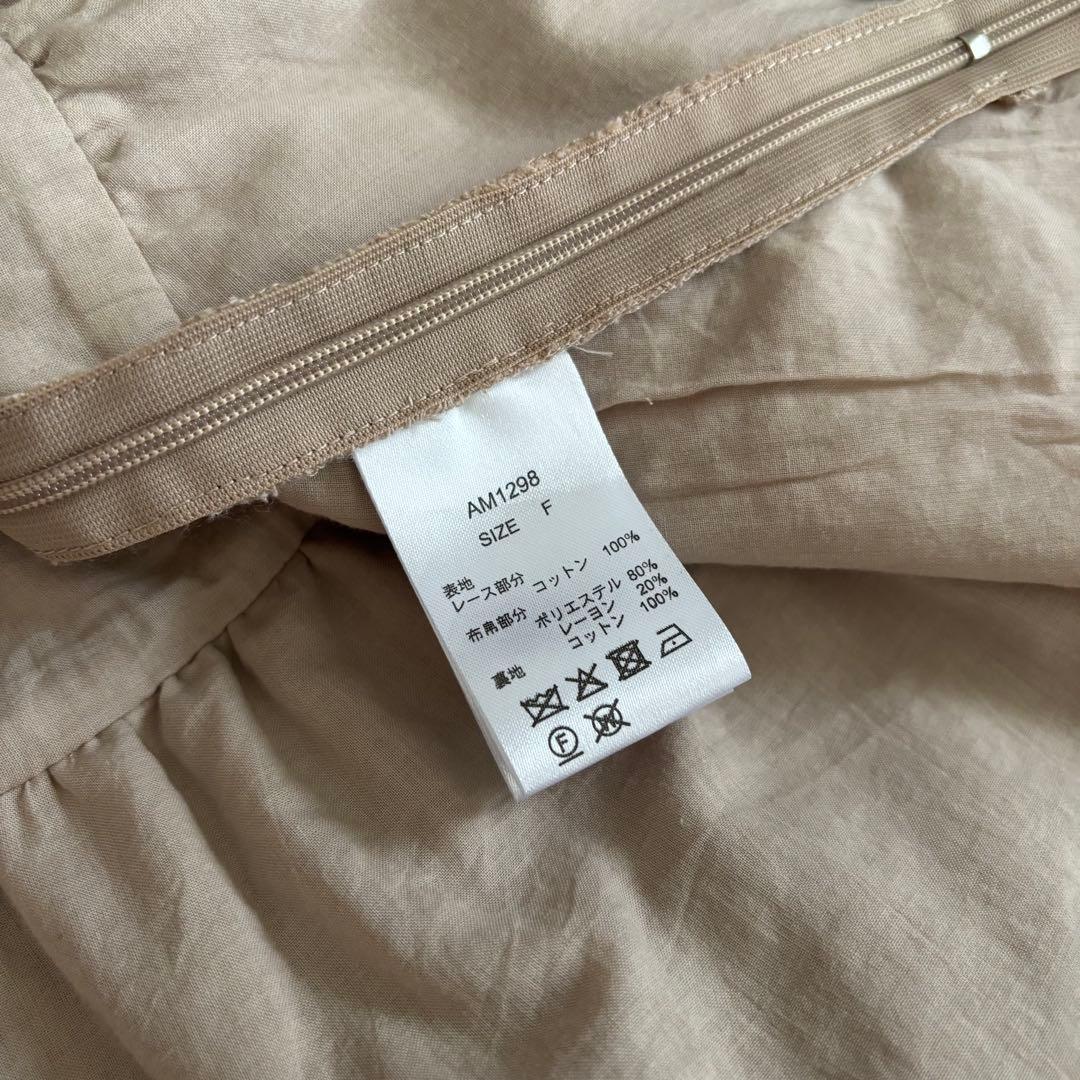 AM1298
SIZE F
表地
レース部分 コットン 100%
布帛部分 ポリエステル 80%
レーヨン 20%
裏地 コットン 100%
F
W